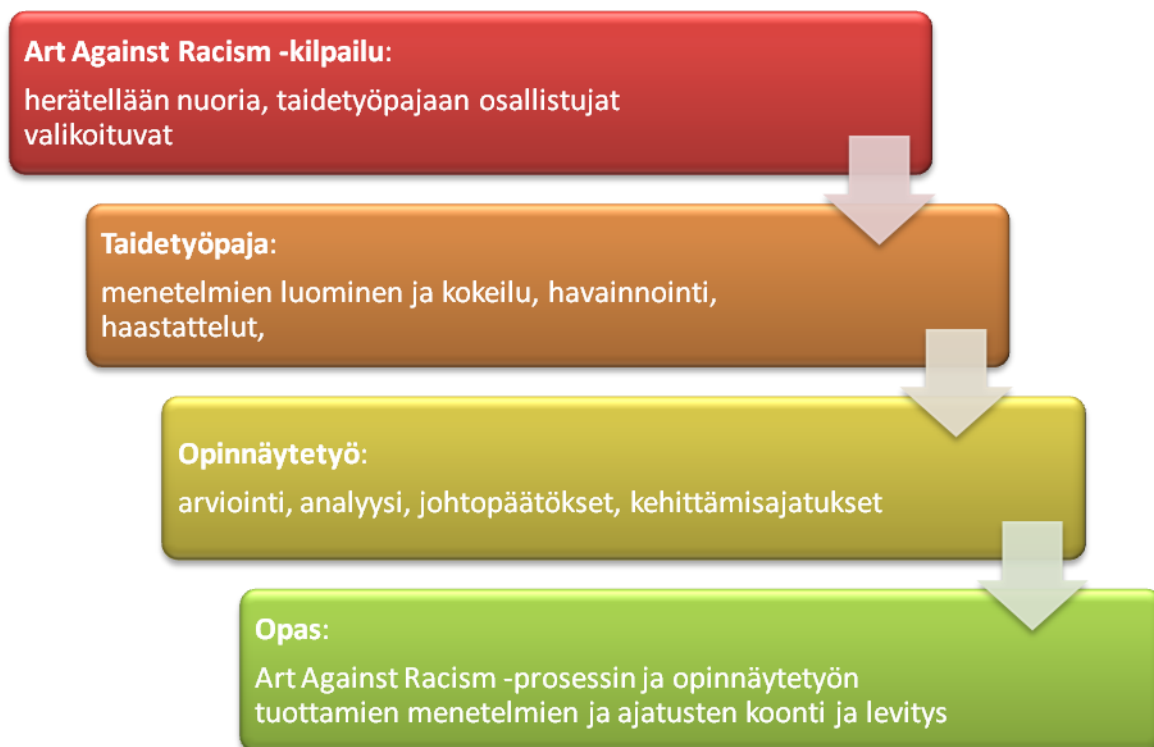 Art Against Racism -kilpailu:
herätellään nuoria, taidetyöpajaan osallistujat
valikoituvat
Taidetyöpaja:
menetelmien luominen ja kokeilu, havainnointi,
haastattelut,
Opinnäytetyö:
arviointi, analyysi, johtopäätökset, kehittämisajatukset
Opas:
Art Against Racism -prosessin ja opinnäytetyön
tuottamien menetelmien ja ajatusten koonti ja levitys